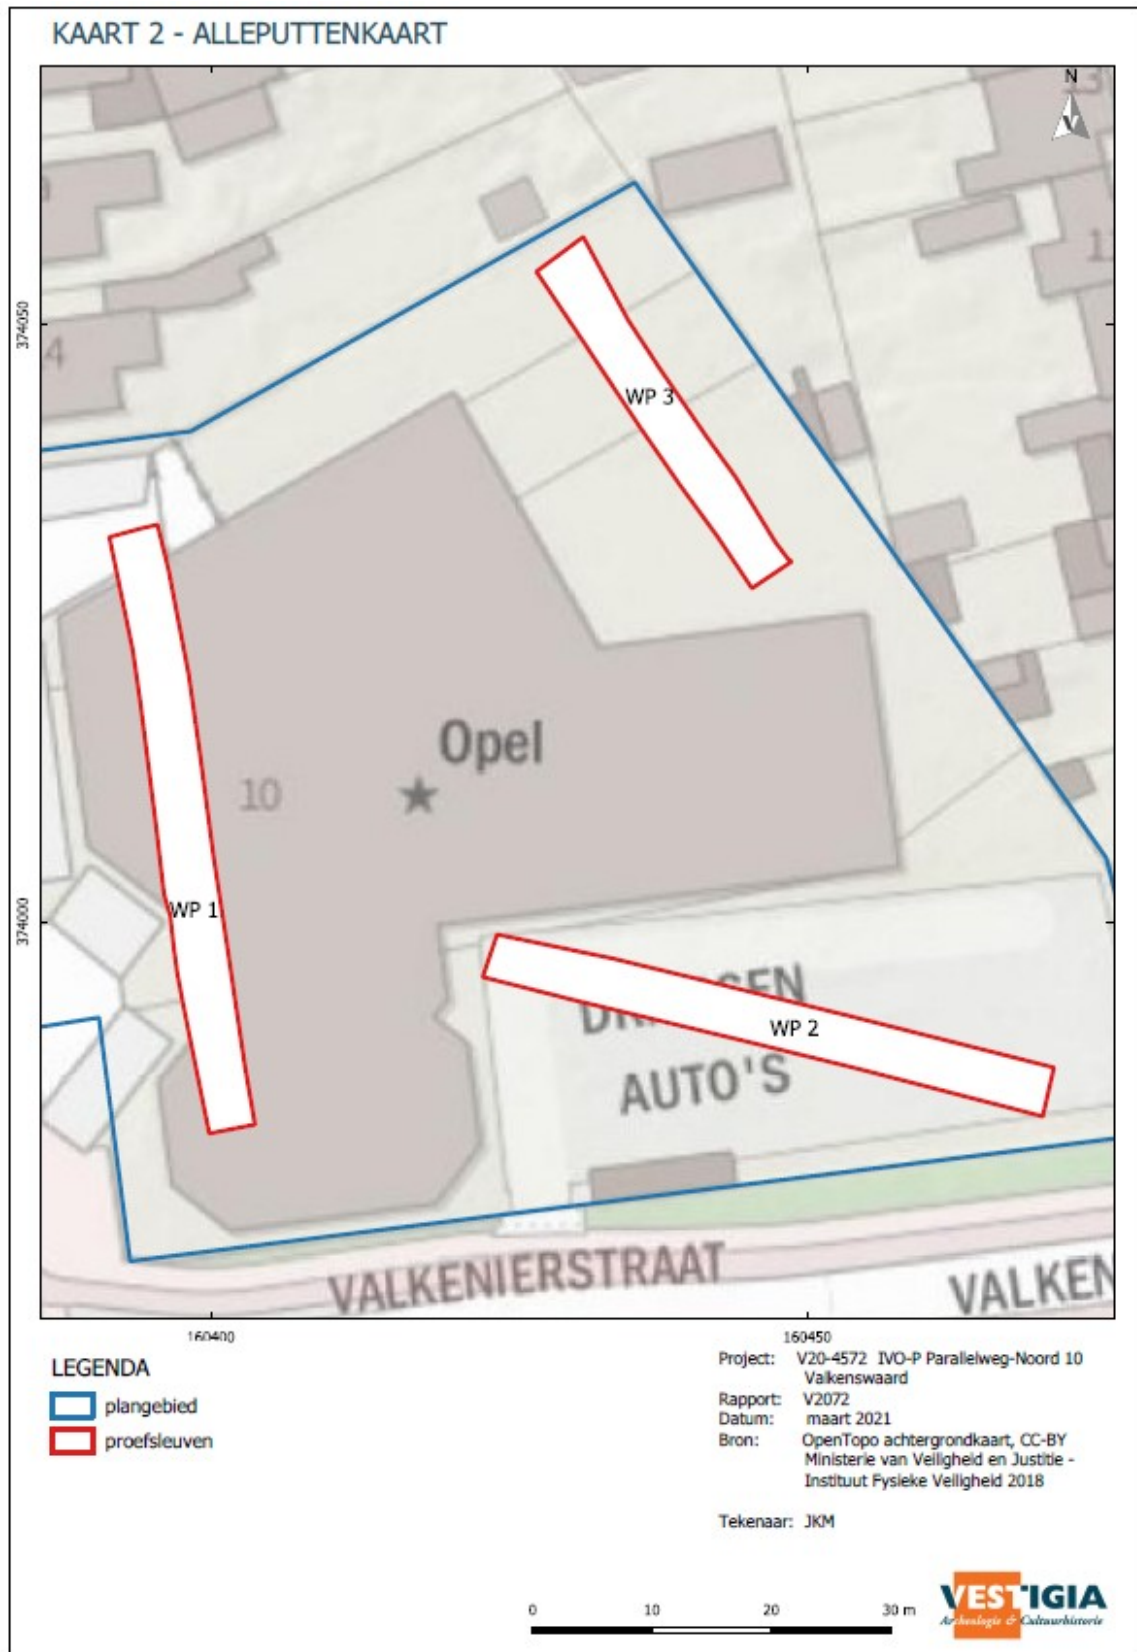 KAART 2 - ALLEPUTTENKAART
N
13
11
4
374050
WP 3
Opel
10
374000
WP 1
WP 2
AUTO'S
VALKENIERSTRAAT
VALKEN
160400
160450
LEGENDA
plangebied
proefsleuven
Project: V20-4572 IVO-P Parallelweg-Noord 10
Valkenswaard
Rapport: V2072
Datum: maart 2021
Bron: OpenTopo achtergrondkaart, CC-BY
Ministerie van Veiligheid en Justitie -
Instituut Fysieke Veiligheid 2018
Tekenaar: JKM
0 10 20 30 m
VESTIGIA
Archeologie & Cultuurhistorie